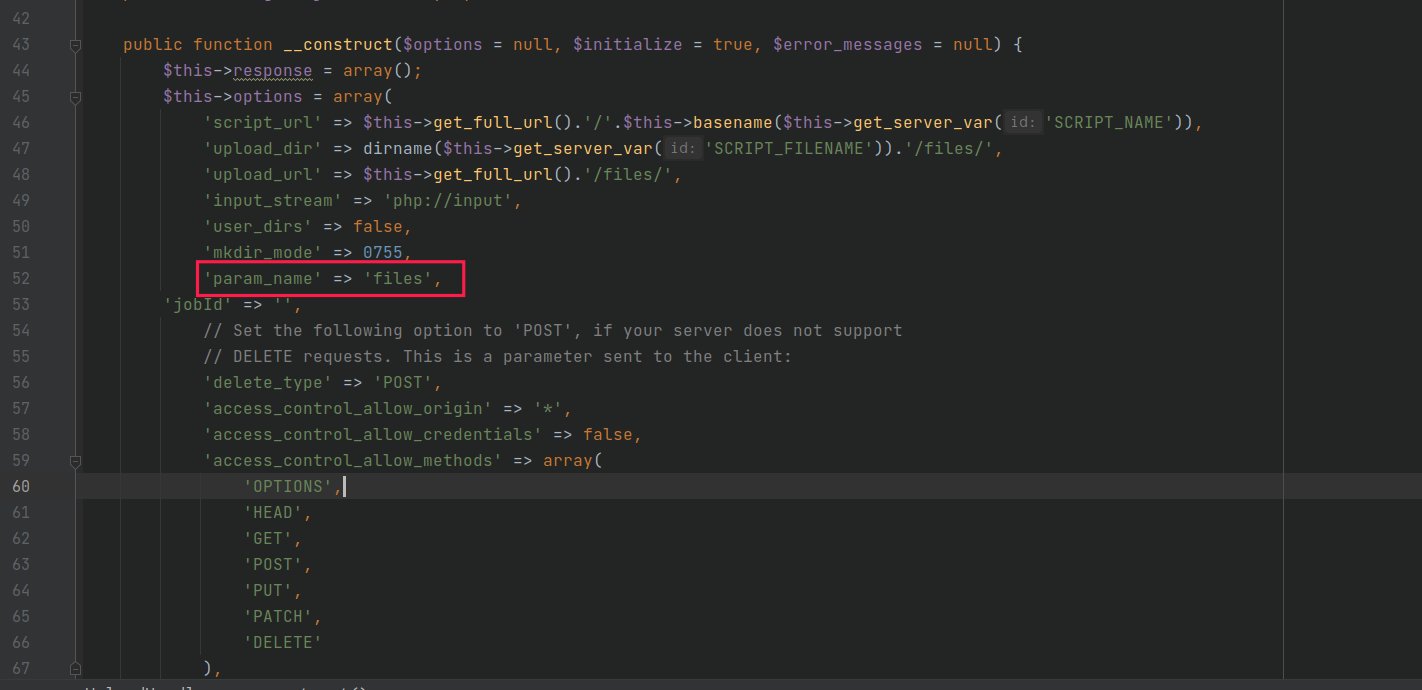 42
43 public function __construct($options = null, $initialize = true, $error_messages = null) {
44 $this->response = array();
45 $this->options = array(
46 'script_url' => $this->get_full_url().'/'.$this->basename($this->get_server_var( id: 'SCRIPT_NAME')),
47 'upload_dir' => dirname($this->get_server_var( id: 'SCRIPT_FILENAME')).'/files/',
48 'upload_url' => $this->get_full_url().'/files/',
49 'input_stream' => 'php://input',
50 'user_dirs' => false,
51 'mkdir_mode' => 0755,
52 'param_name' => 'files',
53 'jobId' => '',
54 // Set the following option to 'POST', if your server does not support
55 // DELETE requests. This is a parameter sent to the client:
56 'delete_type' => 'POST',
57 'access_control_allow_origin' => '*',
58 'access_control_allow_credentials' => false,
59 'access_control_allow_methods' => array(
60 'OPTIONS',
61 'HEAD',
62 'GET',
63 'POST',
64 'PUT',
65 'PATCH',
66 'DELETE'
67 ),